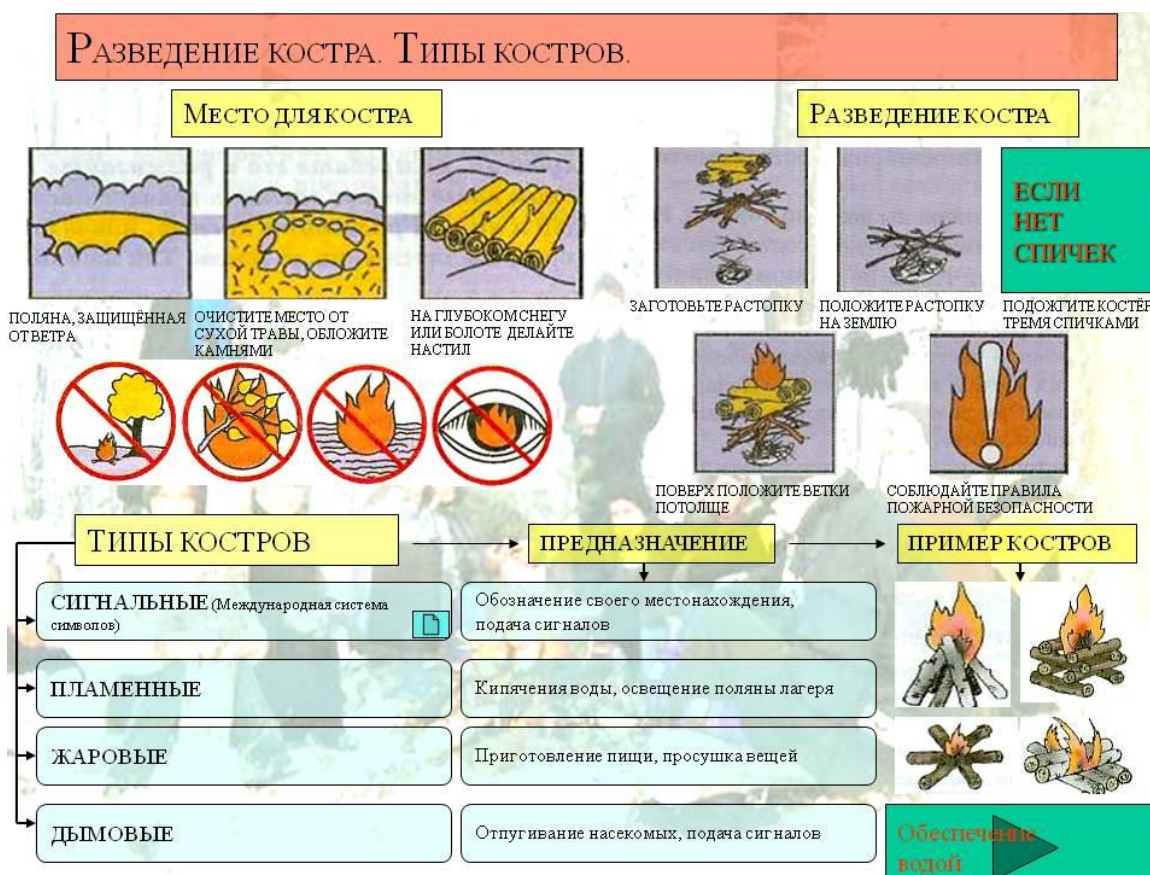 РАЗВЕДЕНИЕ КОСТРА. ТИПЫ КОСТРОВ.
МЕСТО ДЛЯ КОСТРА
ПОЛЯНА, ЗАЩИЩЁННАЯ
ОТ ВЕТРА
ОЧИСТИТЕ МЕСТО ОТ
СУХОЙ ТРАВЫ, ОБЛОЖИТЕ
КАМНЯМИ
НА ГЛУБОКОМ СНЕГУ
ИЛИ БОЛОТЕ ДЕЛАЙТЕ
НАСТИЛ
РАЗВЕДЕНИЕ КОСТРА
ЕСЛИ
НЕТ
СПИЧЕК
ЗАГОТОВЬТЕ РАСТОПКУ
ПОЛОЖИТЕ РАСТОПКУ
НА ЗЕМЛЮ
ПОДОЖГИТЕ КОСТЁР
ТРЕМЯ СПИЧКАМИ
ПОВЕРХ ПОЛОЖИТЕ ВЕТКИ
ПОТОЛЩЕ
СОБЛЮДАЙТЕ ПРАВИЛА
ПОЖАРНОЙ БЕЗОПАСНОСТИ
ТИПЫ КОСТРОВ
ПРЕДНАЗНАЧЕНИЕ
ПРИМЕР КОСТРОВ
СИГНАЛЬНЫЕ (Международная система
символов)
Обозначение своего местонахождения,
подача сигналов
ПЛАМЕННЫЕ
Кипячения воды, освещение поляны лагеря
ЖАРОВЫЕ
Приготовление пищи, просушка вещей
ДЫМОВЫЕ
Отпугивание насекомых, подача сигналов
Обеспечение
водой